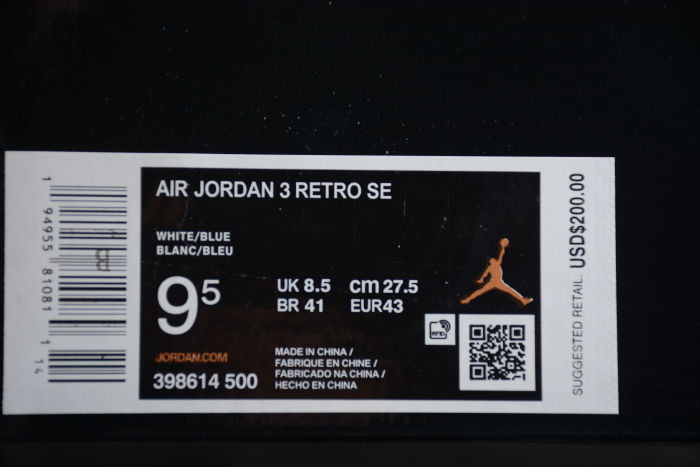 AIR JORDAN 3 RETRO SE
WHITE/BLUE
BLANC/BLEU
9⁵
UK 8.5 cm 27.5
BR 41 EUR43
JORDAN.COM
398614 500
MADE IN CHINA /
FABRIQUE EN CHINE /
FABRICADO NA CHINA /
HECHO EN CHINA
RFID
SUGGESTED RETAIL USD$200.00
1 94955 81081 14